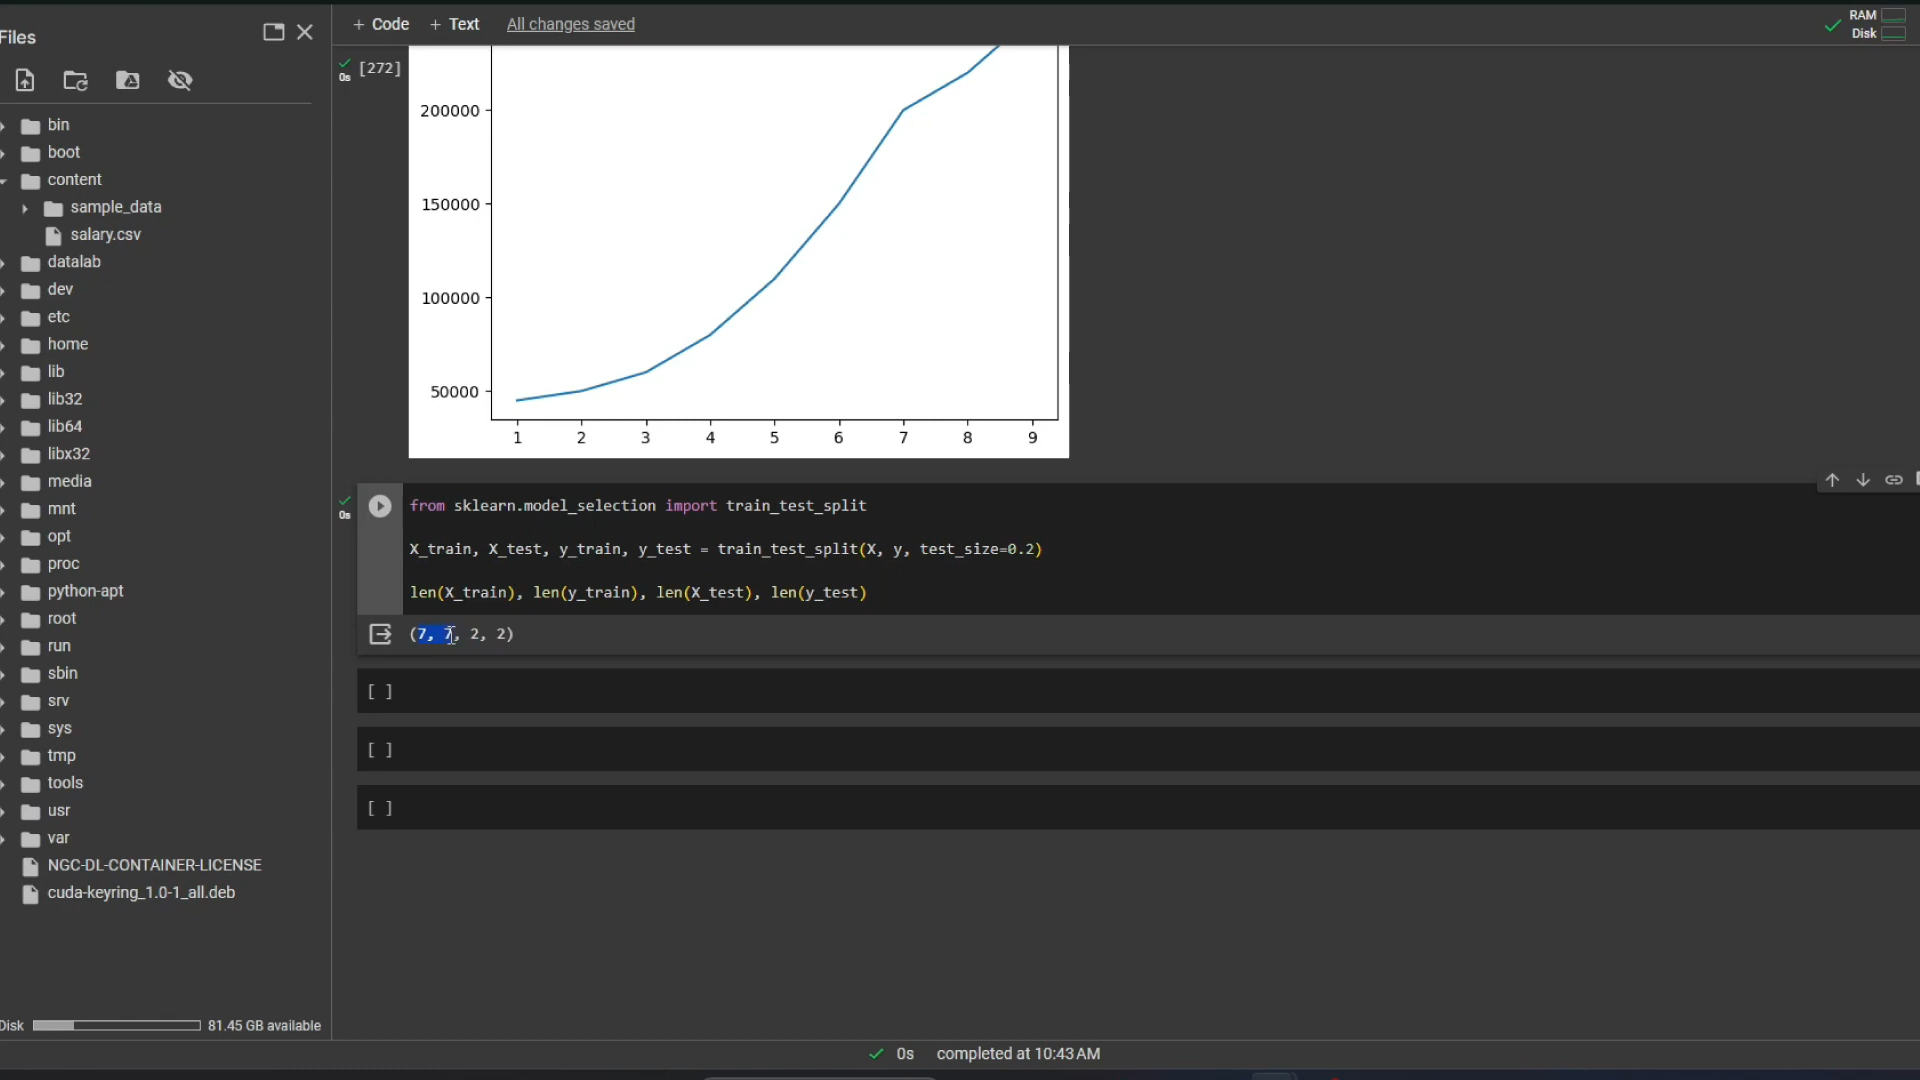 Files
+ Code + Text All changes saved
RAM
Disk
bin
boot
content
sample_data
salary.csv
datalab
dev
etc
home
lib
lib32
lib64
libx32
media
mnt
opt
proc
python-apt
root
run
sbin
srv
sys
tmp
tools
usr
var
NGC-DL-CONTAINER-LICENSE
cuda-keyring_1.0-1_all.deb
Disk 81.45 GB available
0s [272]
200000
150000
100000
50000
1 2 3 4 5 6 7 8 9
0s
from sklearn.model_selection import train_test_split
X_train, X_test, y_train, y_test = train_test_split(X, y, test_size=0.2)
len(X_train), len(y_train), len(X_test), len(y_test)
(7, 7, 2, 2)
[ ]
[ ]
[ ]
0s completed at 10:43 AM